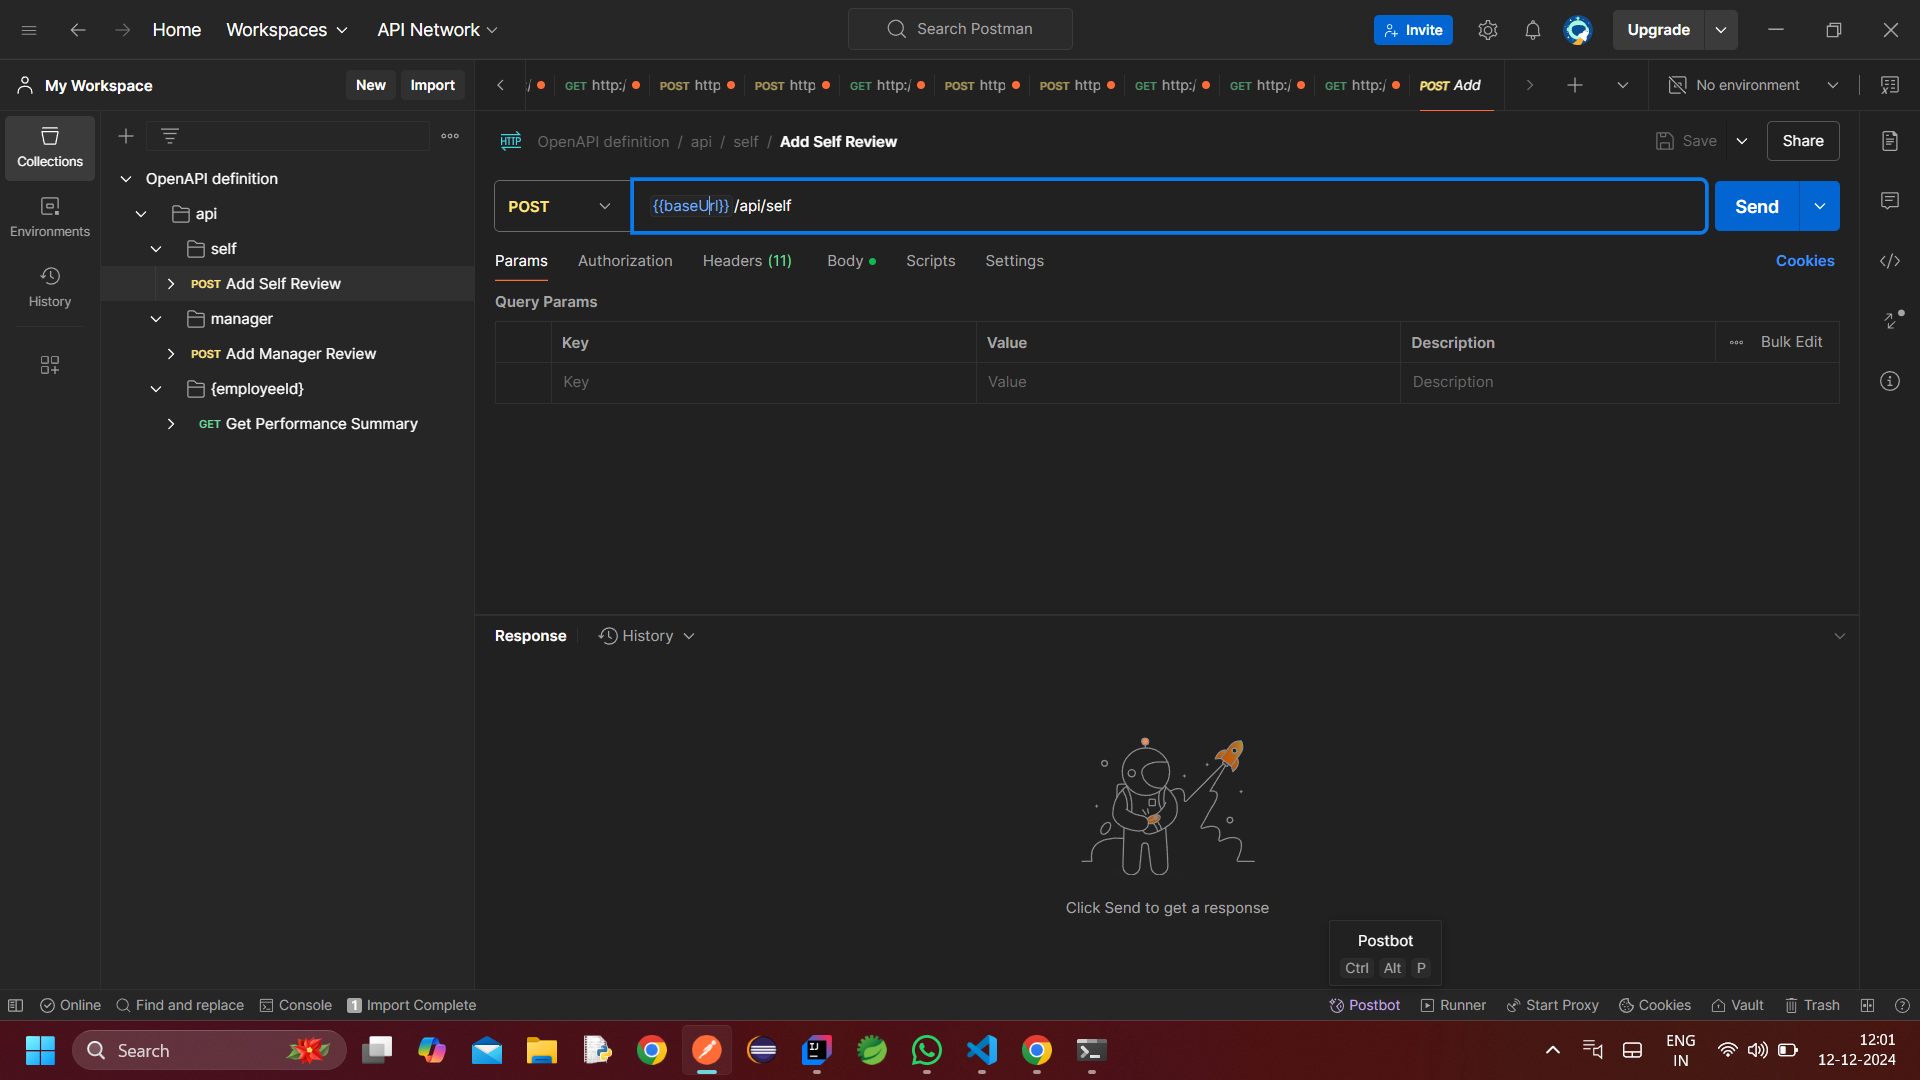 Home Workspaces API Network Search Postman Invite Upgrade
My Workspace New Import
GET http:/ POST http POST http GET http:/ POST http POST http GET http:/ GET http:/ GET http:/ POST Add No environment
Collections
Environments
History
OpenAPI definition
api
self
POST Add Self Review
manager
POST Add Manager Review
{employeeId}
GET Get Performance Summary
HTTP OpenAPI definition / api / self / Add Self Review Save Share
POST {{baseUrl}} /api/self Send
Params Authorization Headers (11) Body Scripts Settings Cookies
Query Params
Key Value Description Bulk Edit
Key Value Description
Response History
Click Send to get a response
Postbot
Ctrl Alt P
Online Find and replace Console 1 Import Complete Postbot Runner Start Proxy Cookies Vault Trash
Search
IJ
ENG
IN
12:01
12-12-2024